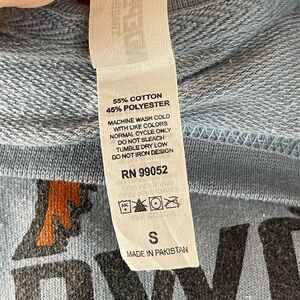 55% COTTON
45% POLYESTER
MACHINE WASH COLD
WITH LIKE COLORS
NORMAL CYCLE ONLY
DO NOT BLEACH
TUMBLE DRY LOW
DO NOT IRON DESIGN
RN 99052
S
MADE IN PAKISTAN